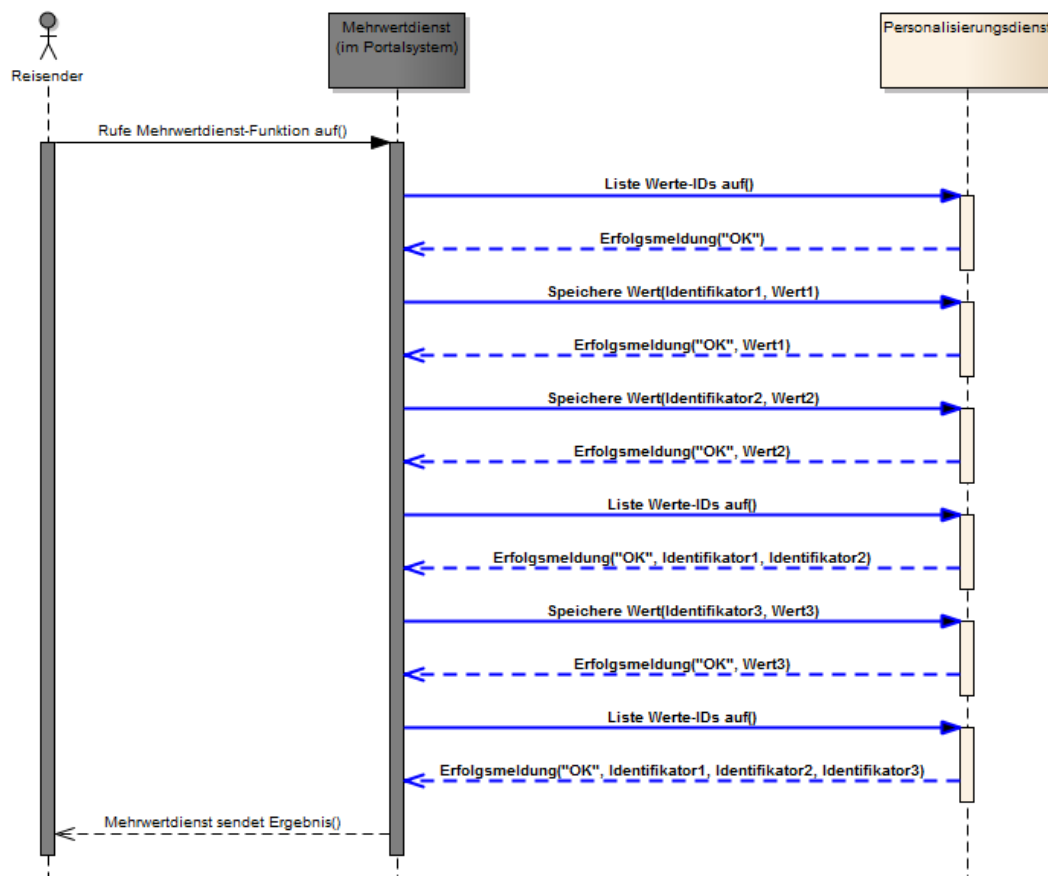 Reisender
Mehrwertdienst
(im Portalsystem)
Personalisierungsdienst
Rufe Mehrwertdienst-Funktion auf()
Liste Werte-IDs auf()
Erfolgsmeldung("OK")
Speichere Wert(Identifikator1, Wert1)
Erfolgsmeldung("OK", Wert1)
Speichere Wert(Identifikator2, Wert2)
Erfolgsmeldung("OK", Wert2)
Liste Werte-IDs auf()
Erfolgsmeldung("OK", Identifikator1, Identifikator2)
Speichere Wert(Identifikator3, Wert3)
Erfolgsmeldung("OK", Wert3)
Liste Werte-IDs auf()
Erfolgsmeldung("OK", Identifikator1, Identifikator2, Identifikator3)
Mehrwertdienst sendet Ergebnis()